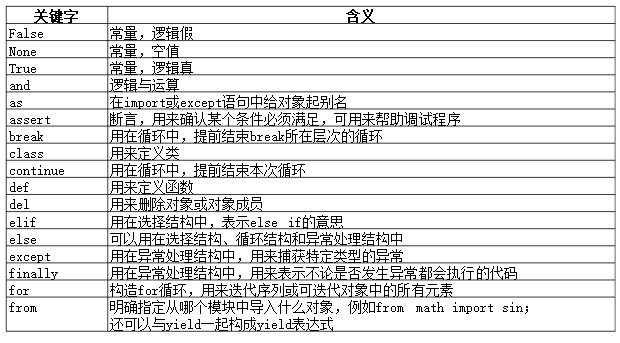 关键字 含义
False 常量，逻辑假
None 常量，空值
True 常量，逻辑真
and 逻辑与运算
as 在import或except语句中给对象起别名
assert 断言，用来确认某个条件必须满足，可用来帮助调试程序
break 用在循环中，提前结束break所在层次的循环
class 用来定义类
continue 用在循环中，提前结束本次循环
def 用来定义函数
del 用来删除对象或对象成员
elif 用在选择结构中，表示else if的意思
else 可以用在选择结构、循环结构和异常处理结构中
except 用在异常处理结构中，用来捕获特定类型的异常
finally 用在异常处理结构中，用来表示不论是否发生异常都会执行的代码
for 构造for循环，用来迭代序列或可迭代对象中的所有元素
from 明确指定从哪个模块中导入什么对象，例如from math import sin；
还可以与yield一起构成yield表达式